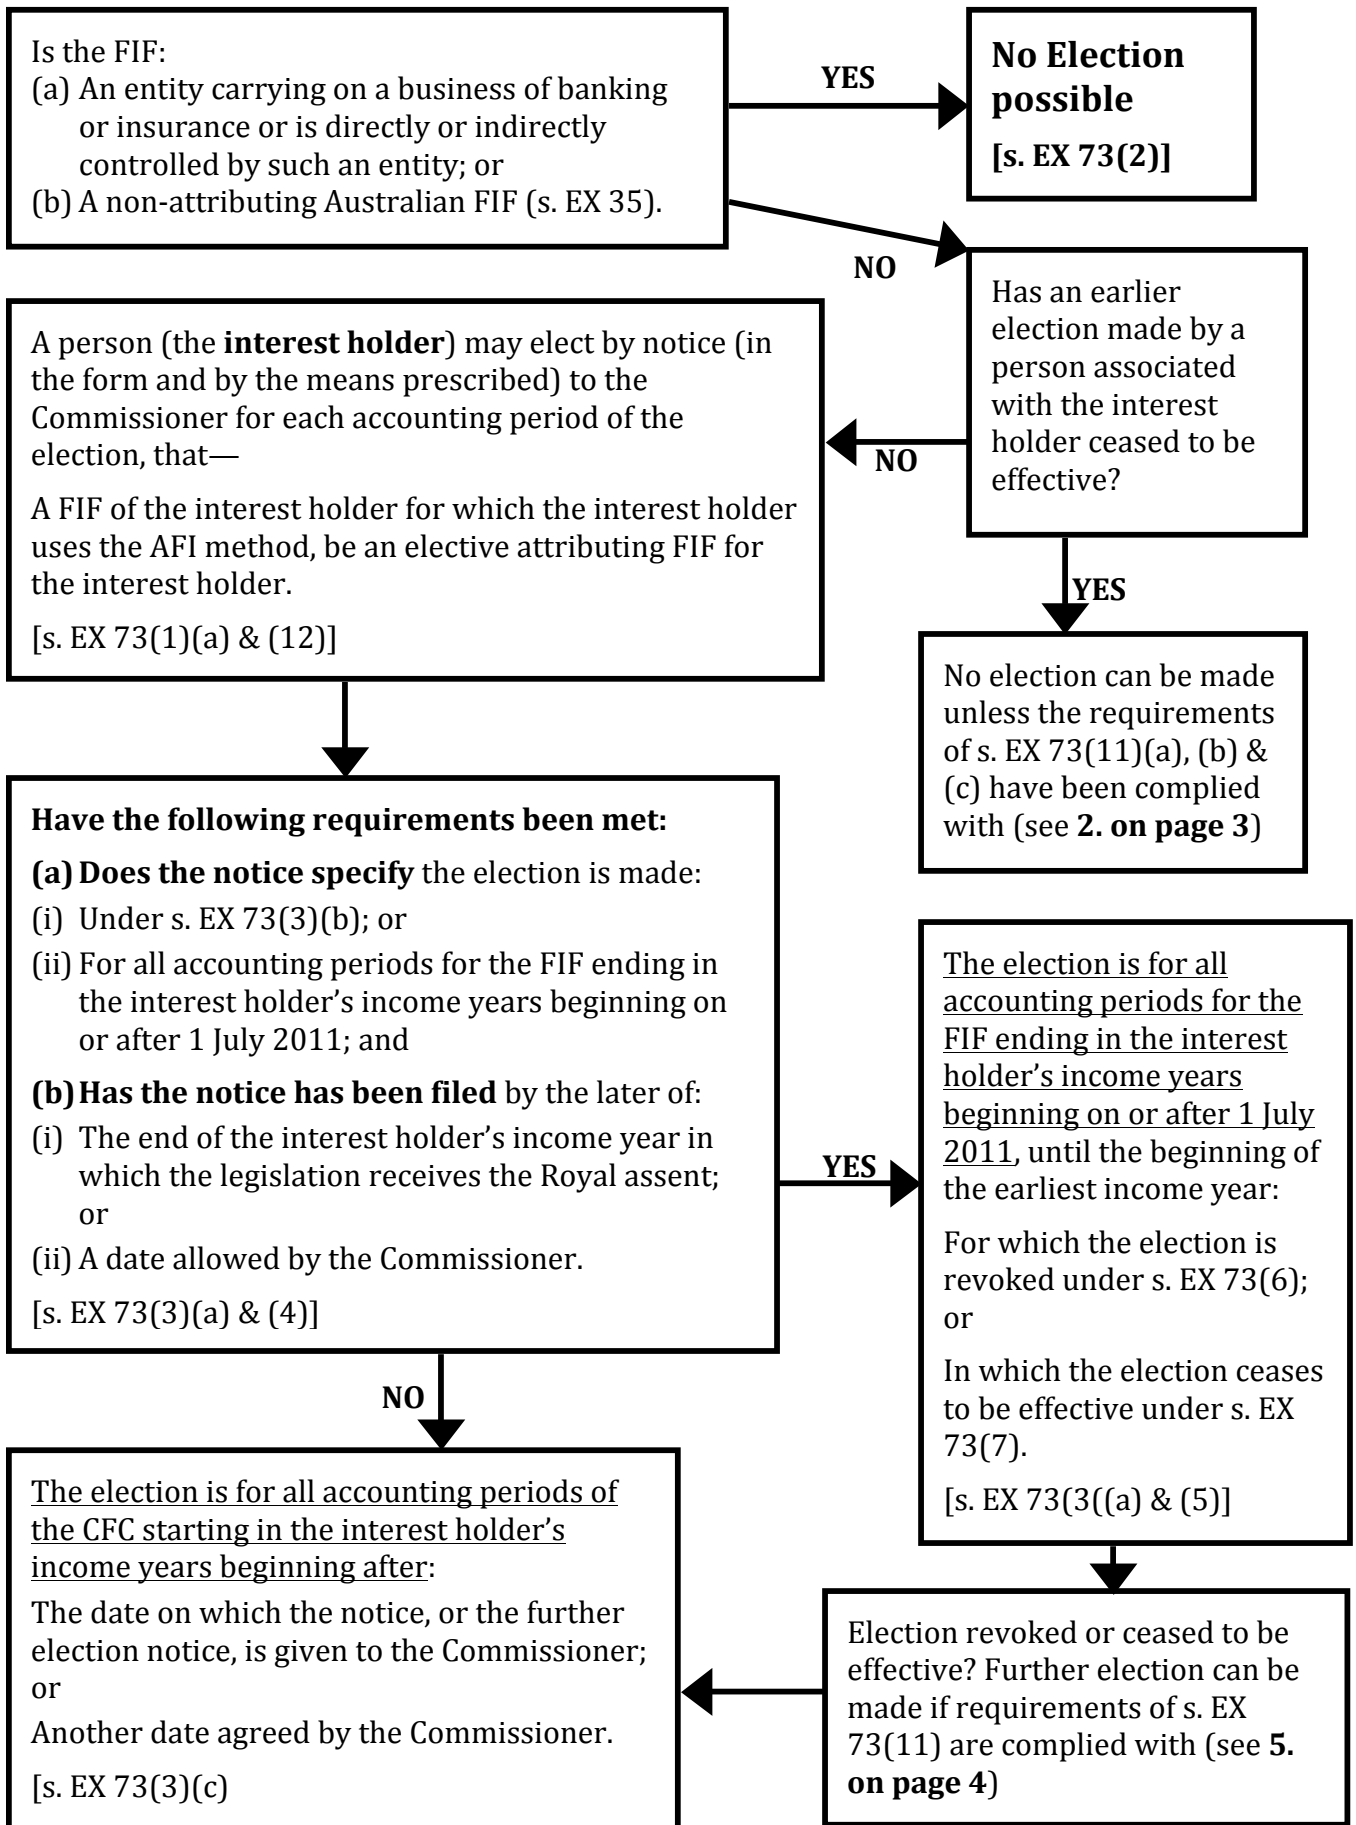 Is the FIF:
(a) An entity carrying on a business of banking
or insurance or is directly or indirectly
controlled by such an entity; or
(b) A non-attributing Australian FIF (s. EX 35).
YES
No Election
possible
[s. EX 73(2)]
NO
Has an earlier
election made by a
person associated
with the interest
holder ceased to be
effective?
NO
A person (the interest holder) may elect by notice (in
the form and by the means prescribed) to the
Commissioner for each accounting period of the
election, that—
A FIF of the interest holder for which the interest holder
uses the AFI method, be an elective attributing FIF for
the interest holder.
[s. EX 73(1)(a) & (12)]
YES
No election can be made
unless the requirements
of s. EX 73(11)(a), (b) &
(c) have been complied
with (see 2. on page 3)
Have the following requirements been met:
(a) Does the notice specify the election is made:
(i) Under s. EX 73(3)(b); or
(ii) For all accounting periods for the FIF ending in
the interest holder's income years beginning on
or after 1 July 2011; and
(b) Has the notice has been filed by the later of:
(i) The end of the interest holder's income year in
which the legislation receives the Royal assent;
or
(ii) A date allowed by the Commissioner.
[s. EX 73(3)(a) & (4)]
YES
The election is for all
accounting periods for the
FIF ending in the interest
holder's income years
beginning on or after 1 July
2011, until the beginning of
the earliest income year:
For which the election is
revoked under s. EX 73(6);
or
In which the election ceases
to be effective under s. EX
73(7).
[s. EX 73(3((a) & (5)]
NO
The election is for all accounting periods of
the CFC starting in the interest holder's
income years beginning after:
The date on which the notice, or the further
election notice, is given to the Commissioner;
or
Another date agreed by the Commissioner.
[s. EX 73(3)(c)
Election revoked or ceased to be
effective? Further election can be
made if requirements of s. EX
73(11) are complied with (see 5.
on page 4)